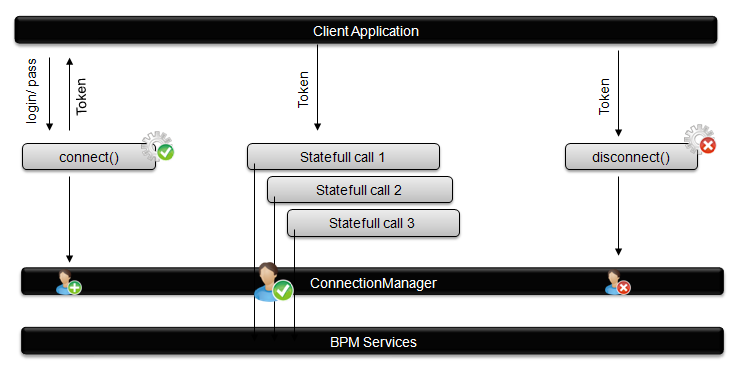 Client Application
login/ pass
Token
Token
Token
connect()
Statefull call 1
disconnect()
Statefull call 2
Statefull call 3
ConnectionManager
BPM Services